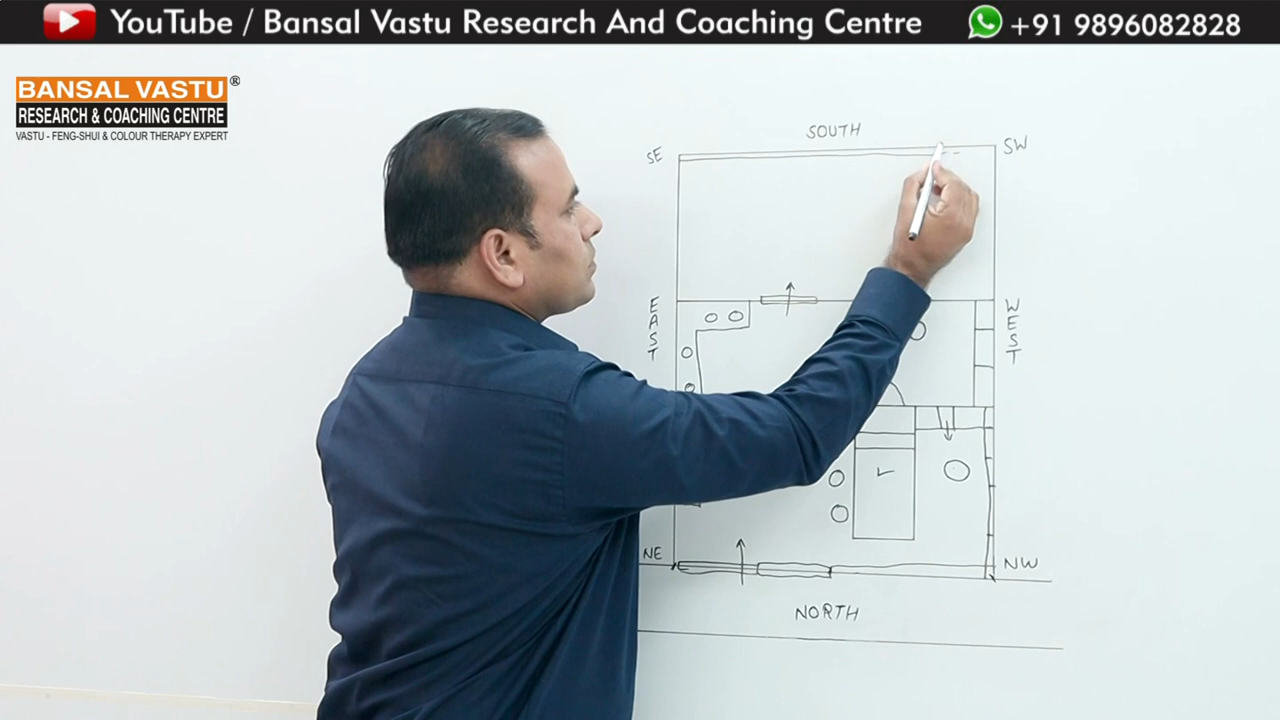 YouTube / Bansal Vastu Research And Coaching Centre +91 9896082828
BANSAL VASTU®
RESEARCH & COACHING CENTRE
VASTU - FENG-SHUI & COLOUR THERAPY EXPERT
SOUTH
SE
SW
EAST
WEST
NE
NW
NORTH